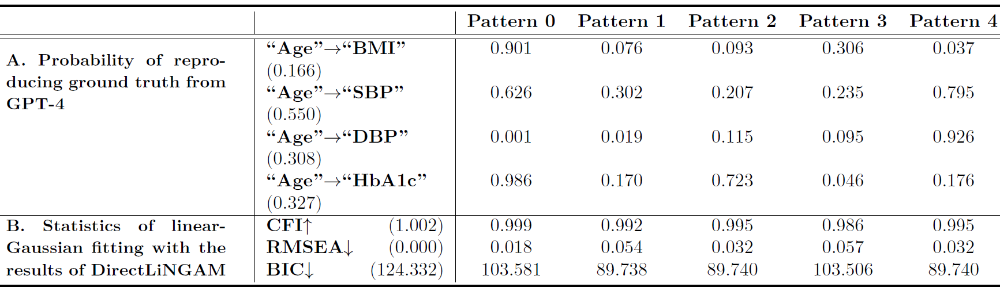 Pattern 0 Pattern 1 Pattern 2 Pattern 3 Pattern 4
A. Probability of repro-
ducing ground truth from
GPT-4
“Age”→“BMI” 0.901 0.076 0.093 0.306 0.037
(0.166)
“Age”→“SBP” 0.626 0.302 0.207 0.235 0.795
(0.550)
“Age”→“DBP” 0.001 0.019 0.115 0.095 0.926
(0.308)
“Age”→“HbA1c” 0.986 0.170 0.723 0.046 0.176
(0.327)
B. Statistics of linear-
Gaussian fitting with the
results of DirectLiNGAM
CFI↑ (1.002) 0.999 0.992 0.995 0.986 0.995
RMSEA↓ (0.000) 0.018 0.054 0.032 0.057 0.032
BIC↓ (124.332) 103.581 89.738 89.740 103.506 89.740